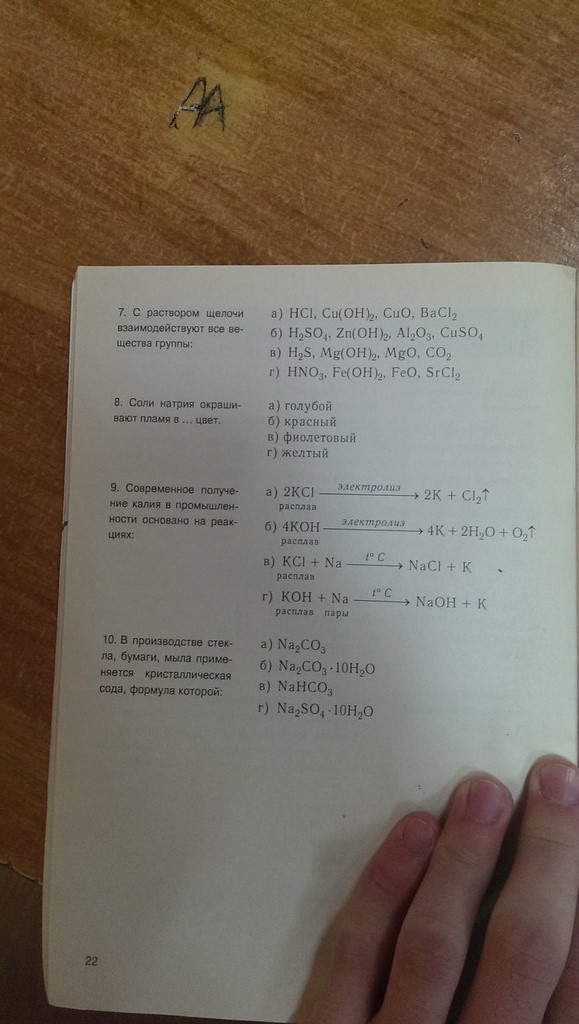 AA
7. С раствором щелочи
взаимодействуют все ве-
щества группы:
а) HCl, Cu(OH)₂, CuO, BaCl₂
б) H₂SO₄, Zn(OH)₂, Al₂O₃, CuSO₄
в) H₂S, Mg(OH)₂, MgO, CO₂
г) HNO₃, Fe(OH)₂, FeO, SrCl₂
8. Соли натрия окраши-
вают пламя в ... цвет.
а) голубой
б) красный
в) фиолетовый
г) желтый
9. Современное получе-
ние калия в промышлен-
ности основано на реак-
циях:
а) 2KCl электролиз → 2K + Cl₂↑
расплав
б) 4KOH электролиз → 4K + 2H₂O + O₂↑
расплав
в) KCl + Na t° C → NaCl + K
расплав
г) KOH + Na t° C → NaOH + K
расплав пары
10. В производстве стек-
ла, бумаги, мыла приме-
няется кристаллическая
сода, формула которой:
а) Na₂CO₃
б) Na₂CO₃ · 10H₂O
в) NaHCO₃
г) Na₂SO₄ · 10H₂O
22